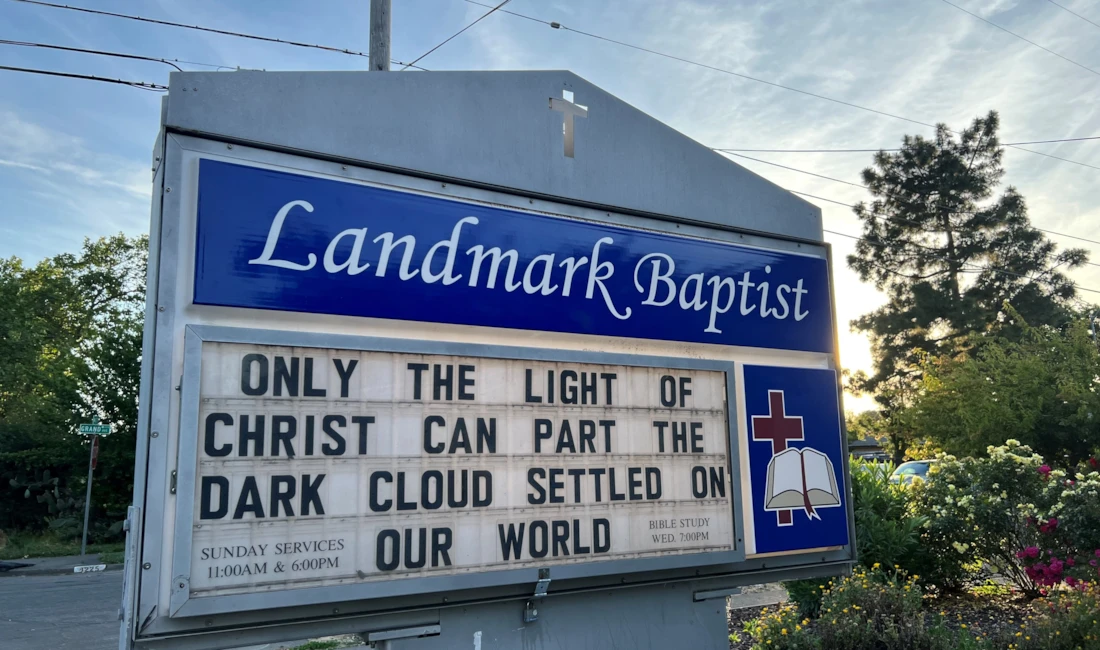 Landmark Baptist
ONLY THE LIGHT OF
CHRIST CAN PART THE
DARK CLOUD SETTLED ON
OUR WORLD
SUNDAY SERVICES
11:00AM & 6:00PM
BIBLE STUDY
WED. 7:00PM
GRAND